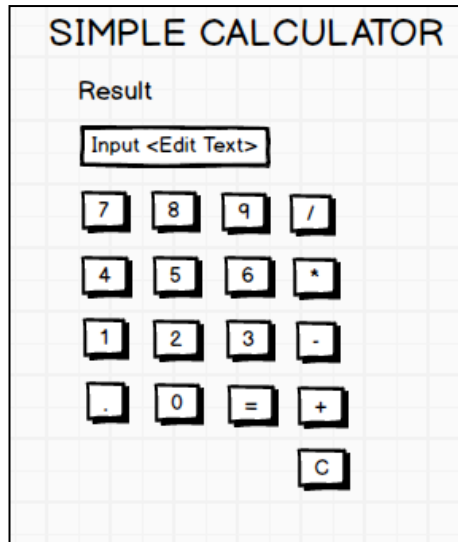 SIMPLE CALCULATOR
Result
Input <Edit Text>
7 8 9 /
4 5 6 *
1 2 3 -
. 0 = +
C